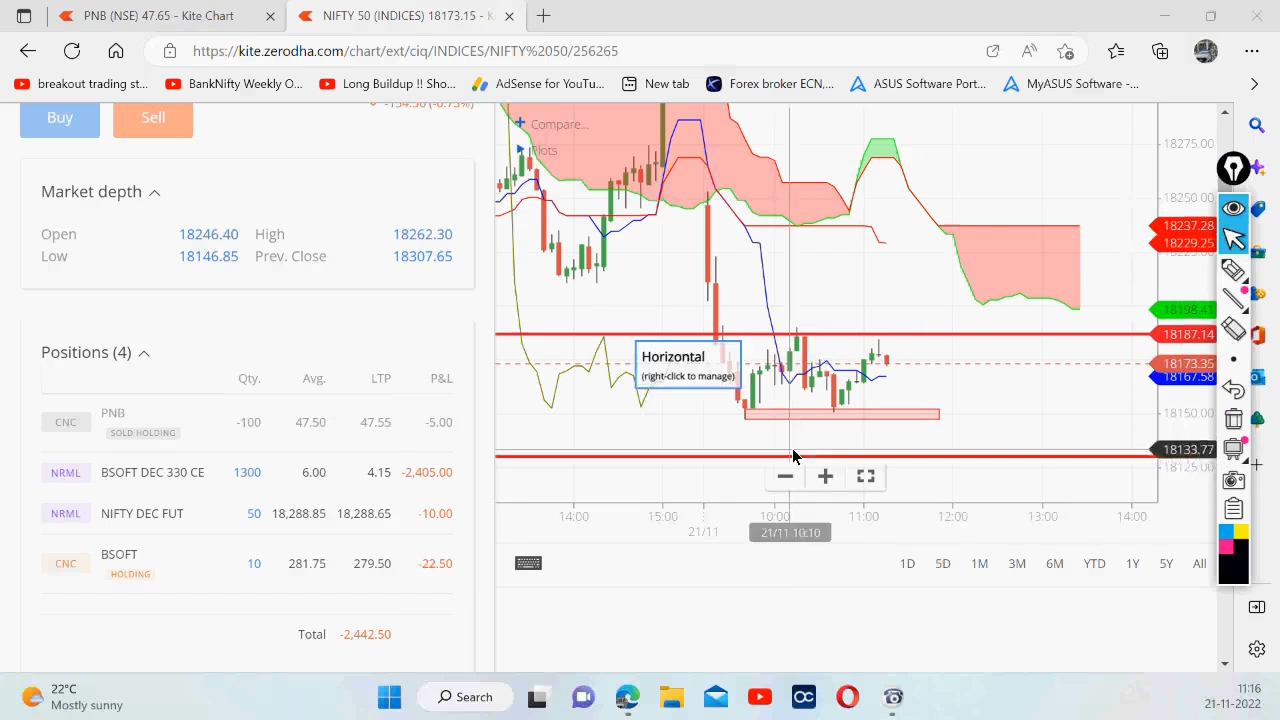 PNB (NSE) 47.65 - Kite Chart
NIFTY 50 (INDICES) 18173.15 - K
https://kite.zerodha.com/chart/ext/ciq/INDICES/NIFTY%2050/256265
breakout trading st...
BankNifty Weekly O...
Long Buildup !! Sho...
AdSense for YouTu...
New tab
Forex broker ECN,...
ASUS Software Port...
MyASUS Software -...
Buy
Sell
-134.50 (-0.73%)
Market depth
Open 18246.40 High 18262.30
Low 18146.85 Prev. Close 18307.65
Positions (4)
Qty. Avg. LTP P&L
CNC PNB -100 47.50 47.55 -5.00
SOLD HOLDING
NRML BSOFT DEC 330 CE 1300 6.00 4.15 -2,405.00
NRML NIFTY DEC FUT 50 18,288.85 18,288.65 -10.00
CNC BSOFT 10 281.75 279.50 -22.50
HOLDING
Total -2,442.50
Compare...
Plots
Horizontal
(right-click to manage)
18275.00
18250.00
18237.28
18229.25
18198.41
18187.14
18173.35
18167.58
18150.00
18133.77
18125.00
14:00 15:00 10:00 11:00 12:00 13:00 14:00
21/11
21/11 10:10
1D 5D 1M 3M 6M YTD 1Y 5Y All
22°C
Mostly sunny
Search
11:16
21-11-2022